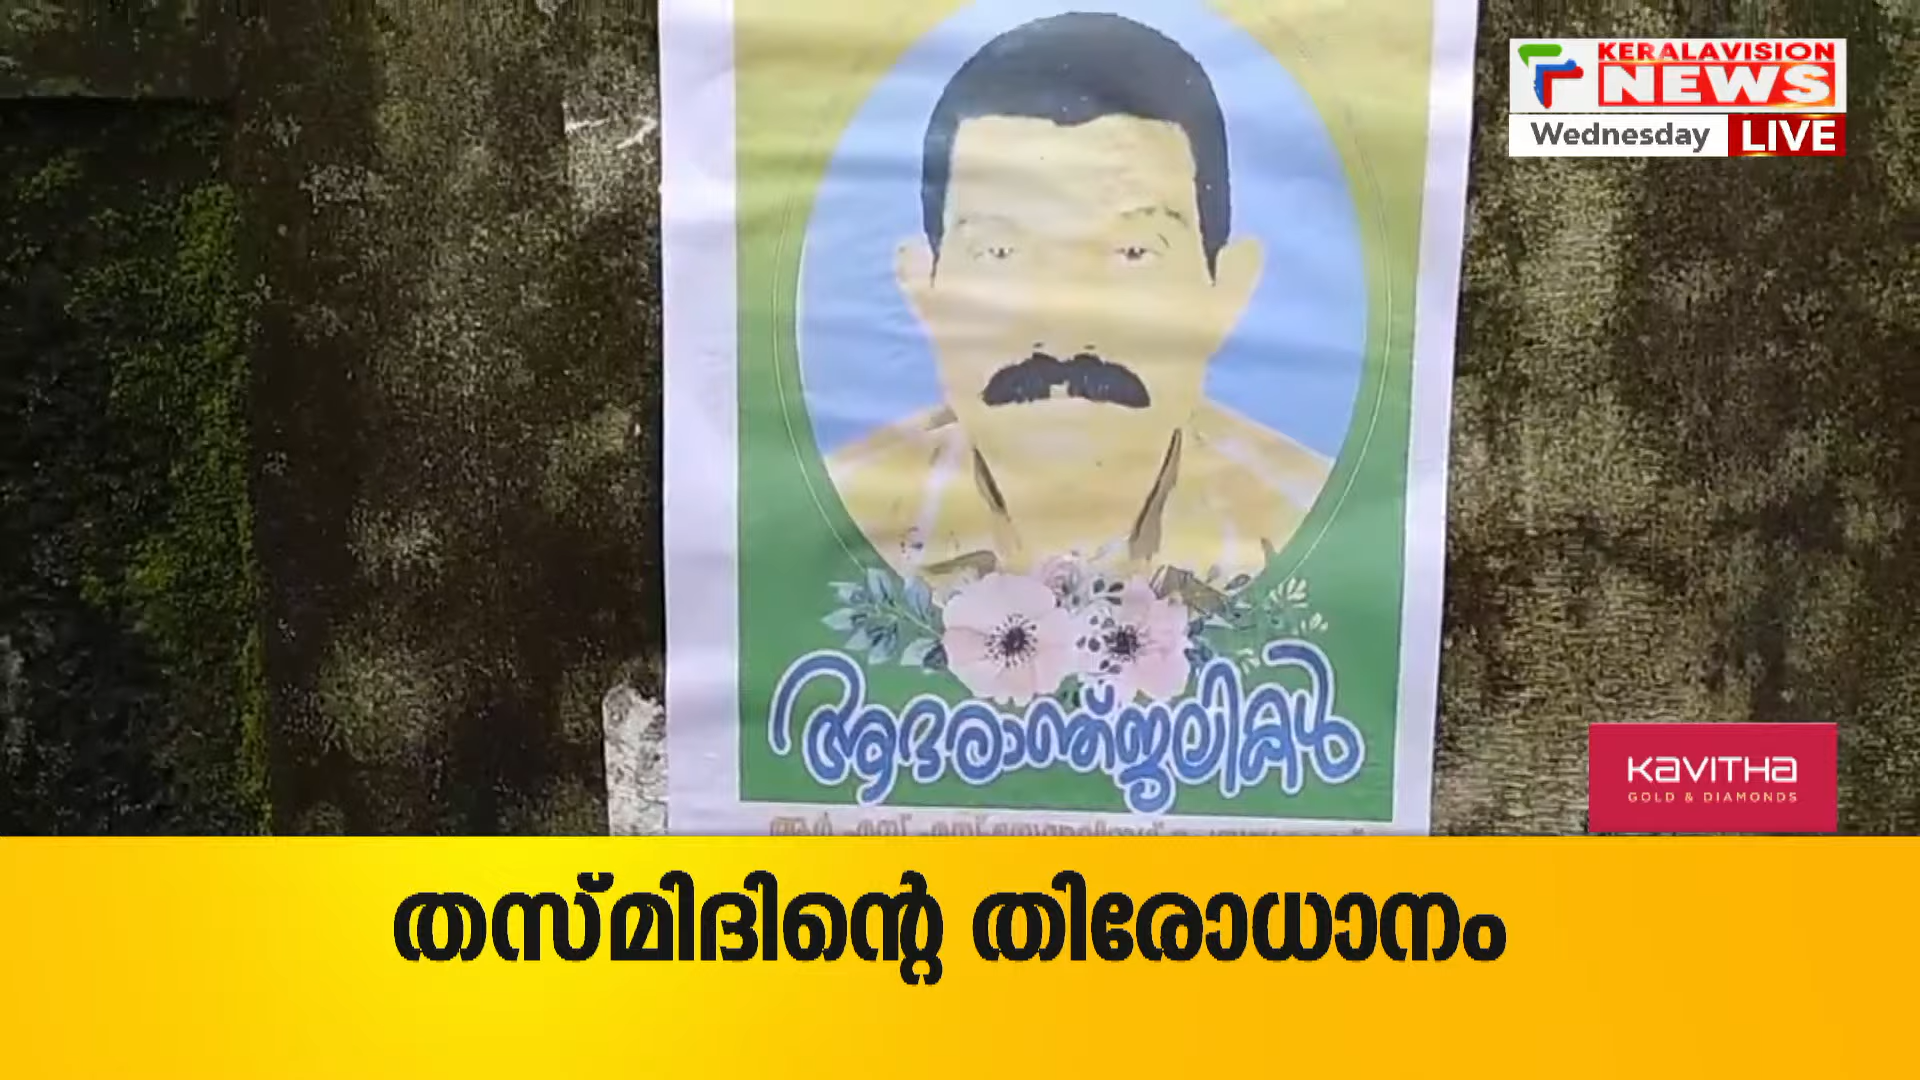 KERALAVISION
NEWS
Wednesday LIVE
ആദരാഞ്ജലികൾ
KAVITHA
GOLD & DIAMONDS
തസ്മിദിന്റെ തിരോധാനം